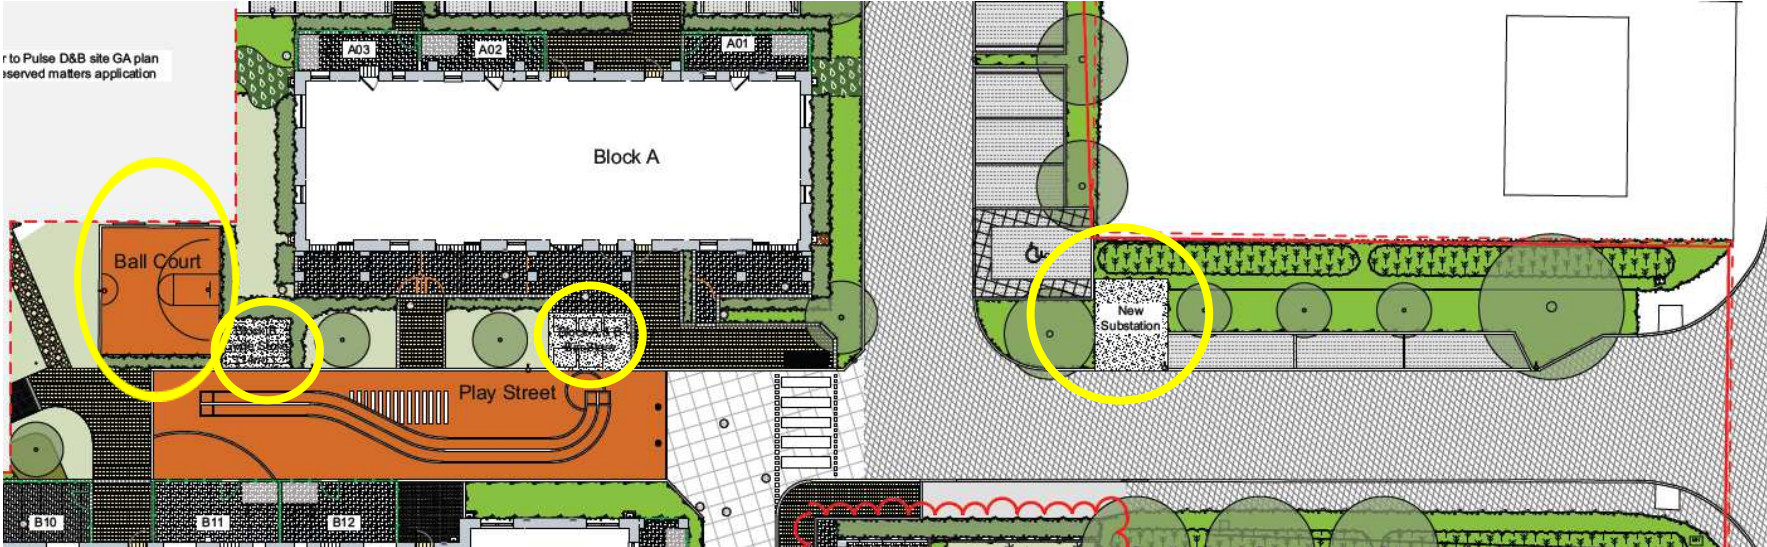 r to Pulse D&B site GA plan
eserved matters application
A03
A02
A01
Block A
Ball Court
New
Substation
Play Street
B10
B11
B12